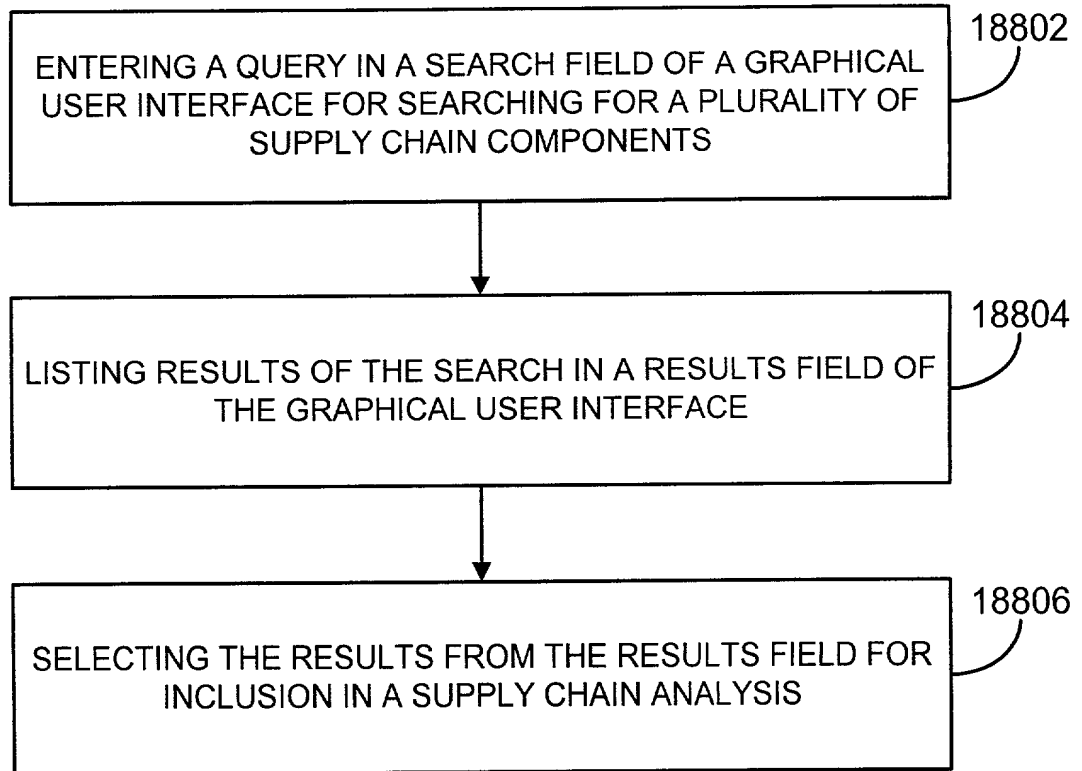 18802
ENTERING A QUERY IN A SEARCH FIELD OF A GRAPHICAL
USER INTERFACE FOR SEARCHING FOR A PLURALITY OF
SUPPLY CHAIN COMPONENTS
18804
LISTING RESULTS OF THE SEARCH IN A RESULTS FIELD OF
THE GRAPHICAL USER INTERFACE
18806
SELECTING THE RESULTS FROM THE RESULTS FIELD FOR
INCLUSION IN A SUPPLY CHAIN ANALYSIS